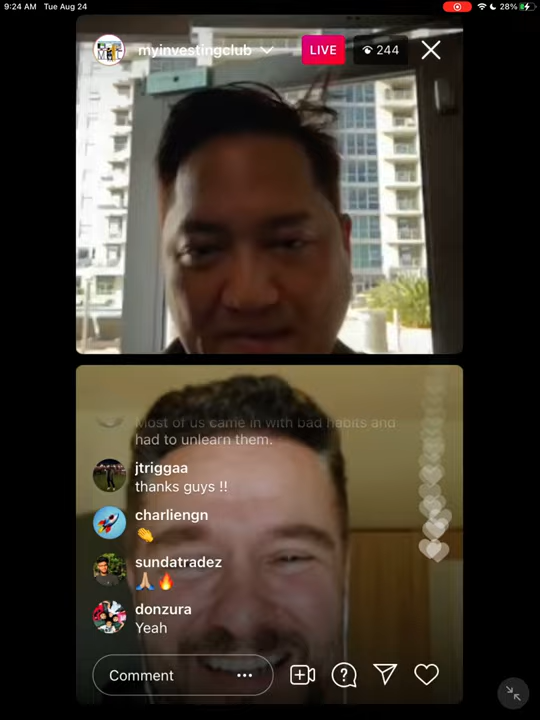 9:24 AM Tue Aug 24
28%
myinvestingclub
LIVE
244
Most of us came in with bad habits and
had to unlearn them.
jtriggaa
thanks guys !!
charliengn
👏
sundatradez
🙏🏼🔥
donzura
Yeah
Comment